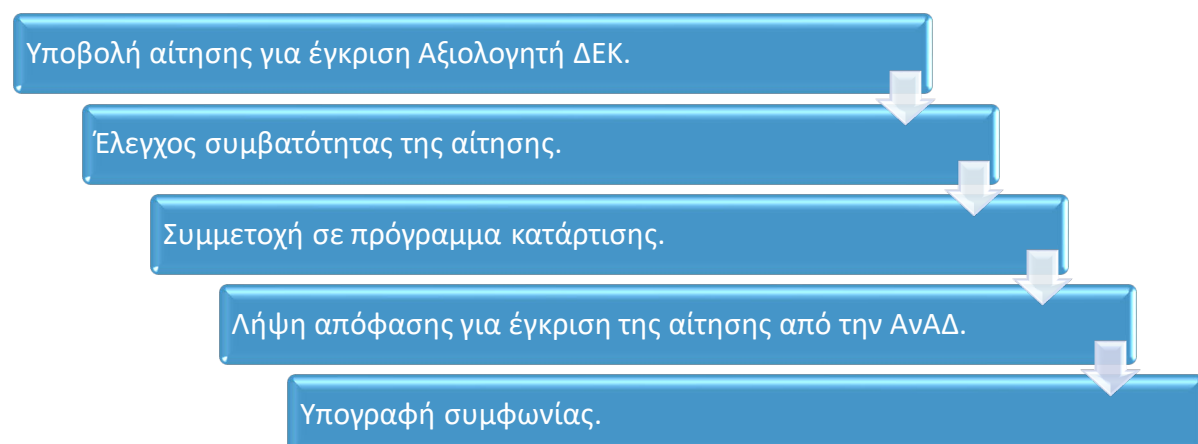 Υποβολή αίτησης για έγκριση Αξιολογητή ΔΕΚ.
Έλεγχος συμβατότητας της αίτησης.
Συμμετοχή σε πρόγραμμα κατάρτισης.
Λήψη απόφασης για έγκριση της αίτησης από την ΑνΑΔ.
Υπογραφή συμφωνίας.